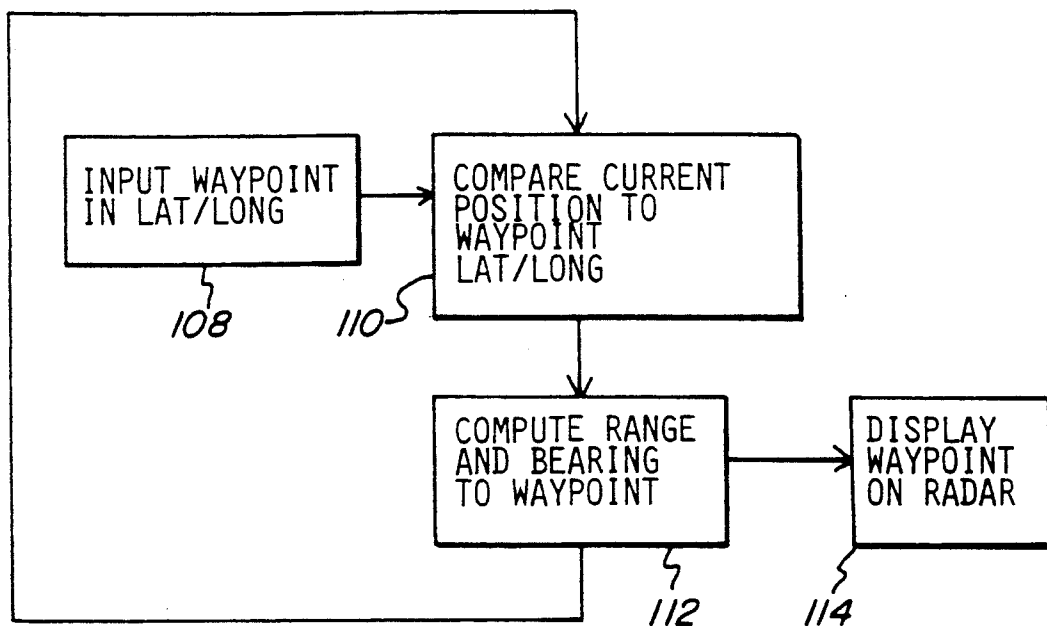 INPUT WAYPOINT
IN LAT/LONG
108
COMPARE CURRENT
POSITION TO
WAYPOINT
LAT/LONG
110
COMPUTE RANGE
AND BEARING
TO WAYPOINT
112
DISPLAY
WAYPOINT
ON RADAR
114